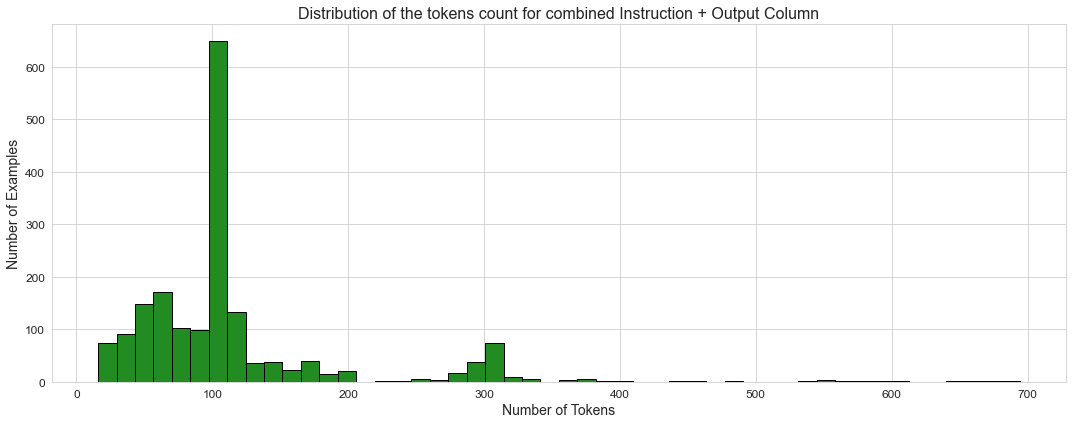 Distribution of the tokens count for combined Instruction + Output Column
Number of Examples
600
500
400
300
200
100
0
0 100 200 300 400 500 600 700
Number of Tokens